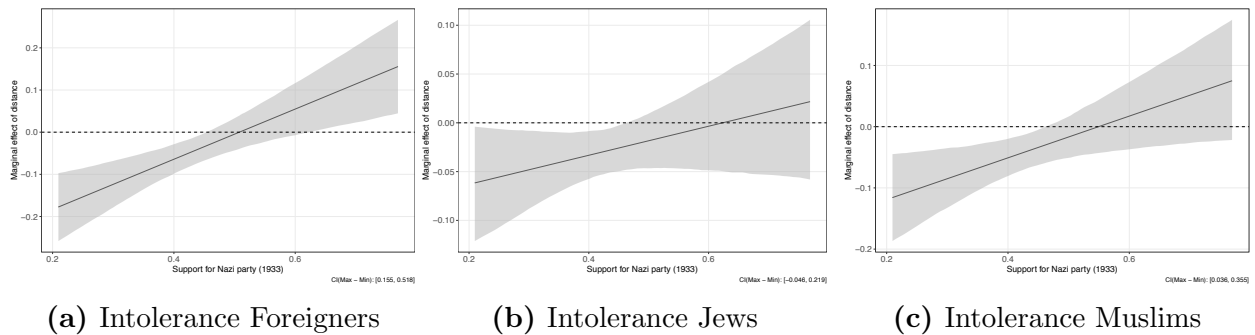 0.2
0.1
0.0
−0.1
−0.2
Marginal effect of distance
0.2
0.4
0.6
Support for Nazi party (1933)
CI(Max − Min): [0.155, 0.518]
(a) Intolerance Foreigners
0.10
0.05
0.00
−0.05
−0.10
Marginal effect of distance
0.2
0.4
0.6
Support for Nazi party (1933)
CI(Max − Min): [−0.046, 0.219]
(b) Intolerance Jews
0.1
0.0
−0.1
−0.2
Marginal effect of distance
0.2
0.4
0.6
Support for Nazi party (1933)
CI(Max − Min): [0.036, 0.355]
(c) Intolerance Muslims